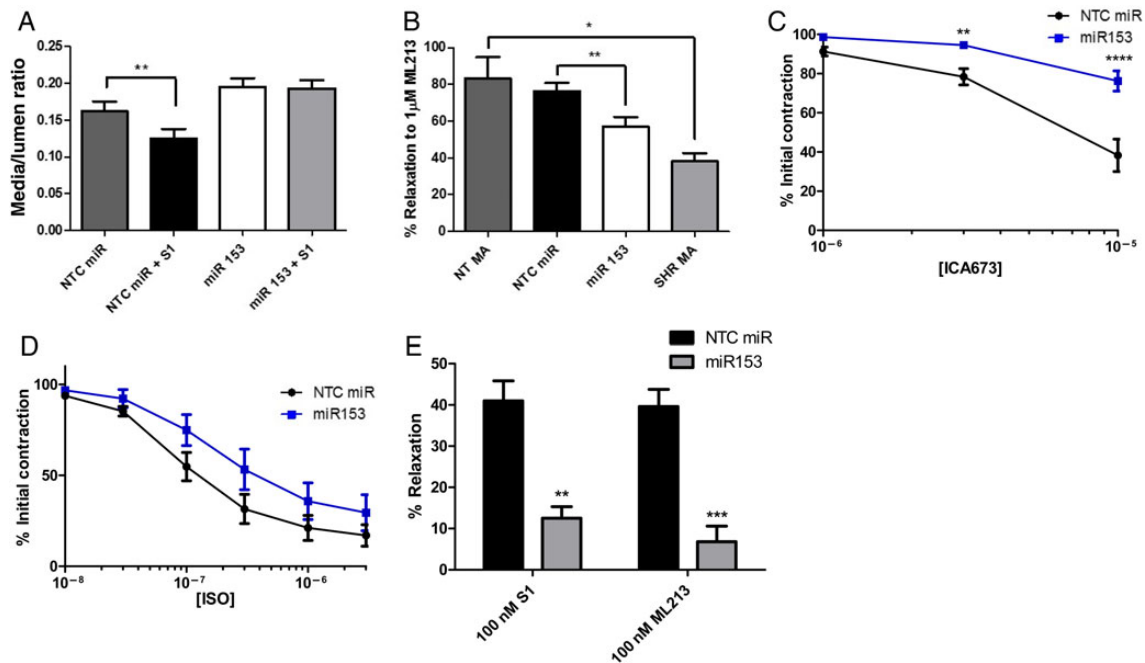 A
Media/lumen ratio
0.25
0.20
0.15
0.10
0.05
0.00
**
NTC miR
NTC miR + S1
miR 153
miR 153 + S1
B
% Relaxation to 1μM ML213
100
80
60
40
20
0
*
**
NT MA
NTC miR
miR 153
SHR MA
C
NTC miR
miR153
% Initial contraction
100
80
60
40
20
0
**
****
10⁻⁶
10⁻⁵
[ICA673]
D
% Initial contraction
100
50
0
NTC miR
miR153
10⁻⁸
10⁻⁷
10⁻⁶
[ISO]
E
NTC miR
miR153
% Relaxation
50
40
30
20
10
0
**
***
100 nM S1
100 nM ML213